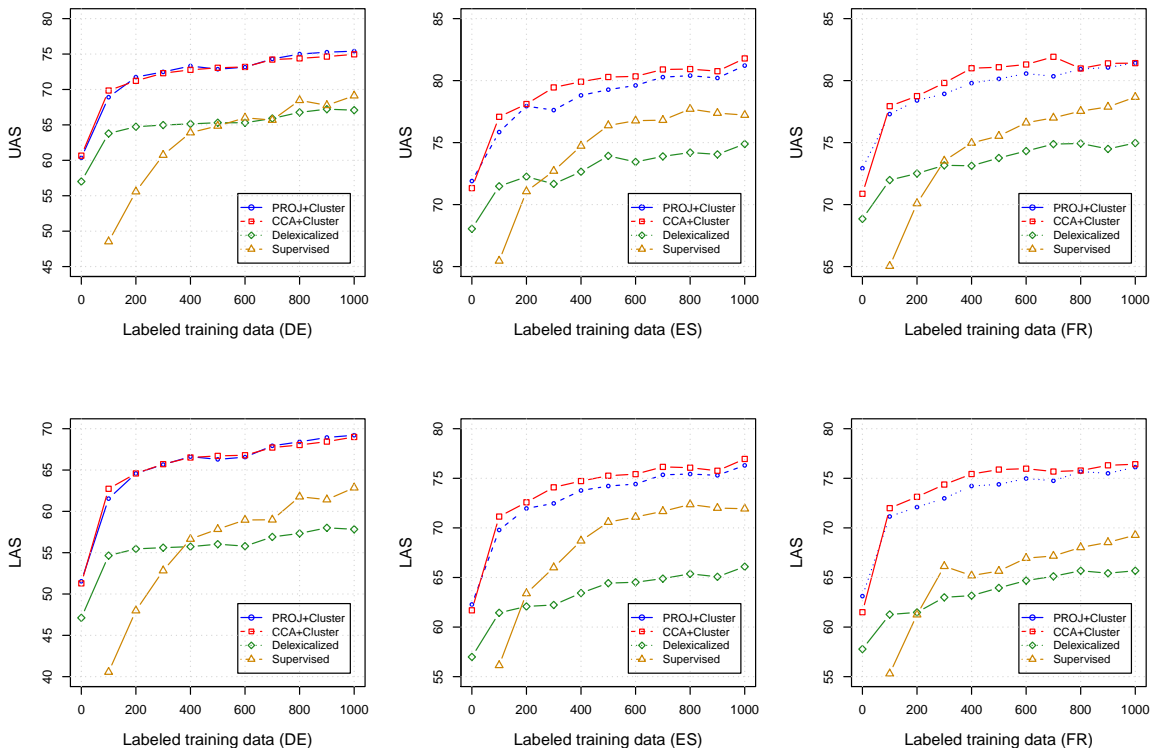 UAS
80
75
70
65
60
55
50
45
PROJ+Cluster
CCA+Cluster
Delexicalized
Supervised
0 200 400 600 800 1000
Labeled training data (DE)
UAS
85
80
75
70
65
PROJ+Cluster
CCA+Cluster
Delexicalized
Supervised
0 200 400 600 800 1000
Labeled training data (ES)
UAS
85
80
75
70
65
PROJ+Cluster
CCA+Cluster
Delexicalized
Supervised
0 200 400 600 800 1000
Labeled training data (FR)
LAS
70
65
60
55
50
45
40
PROJ+Cluster
CCA+Cluster
Delexicalized
Supervised
0 200 400 600 800 1000
Labeled training data (DE)
LAS
80
75
70
65
60
55
PROJ+Cluster
CCA+Cluster
Delexicalized
Supervised
0 200 400 600 800 1000
Labeled training data (ES)
LAS
80
75
70
65
60
55
PROJ+Cluster
CCA+Cluster
Delexicalized
Supervised
0 200 400 600 800 1000
Labeled training data (FR)